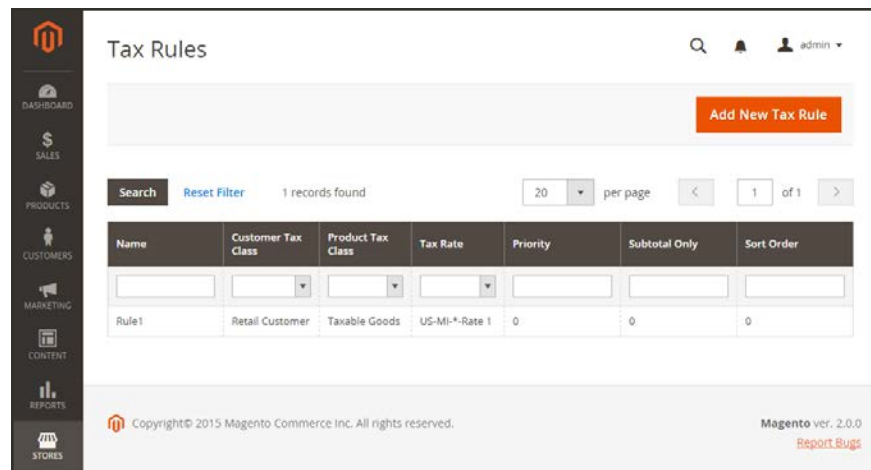 Tax Rules
admin
DASHBOARD
Add New Tax Rule
SALES
PRODUCTS
Search Reset Filter 1 records found 20 per page 1 of 1
CUSTOMERS
Name Customer Tax Class Product Tax Class Tax Rate Priority Subtotal Only Sort Order
MARKETING
Rule1 Retail Customer Taxable Goods US-MI-*-Rate 1 0 0 0
CONTENT
REPORTS
Copyright© 2015 Magento Commerce Inc. All rights reserved. Magento ver. 2.0.0
STORES
Report Bugs